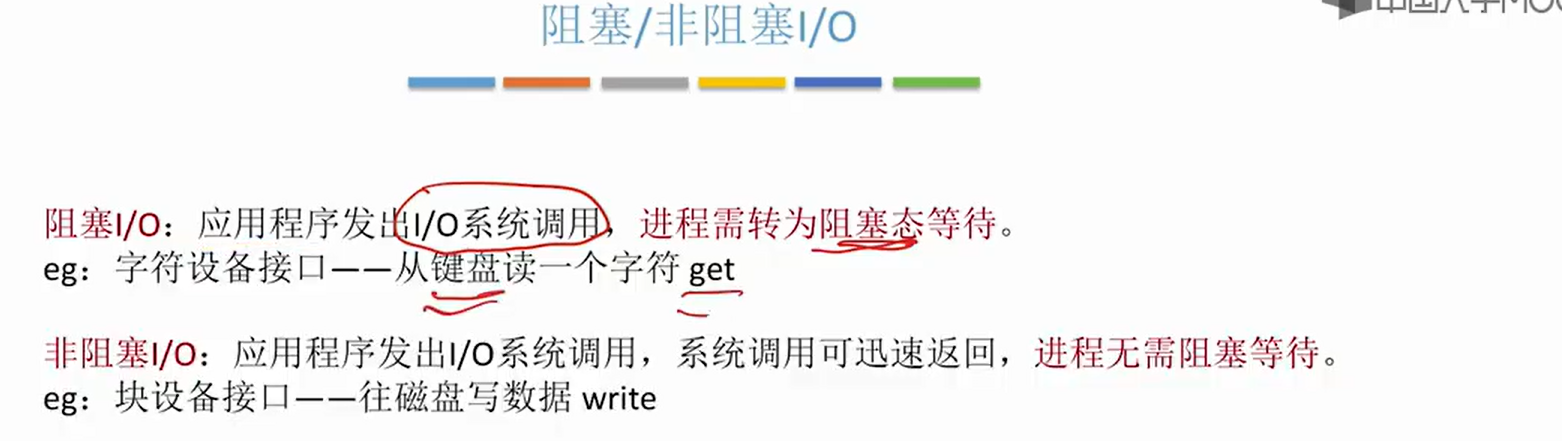 阻塞/非阻塞I/O
阻塞I/O：应用程序发出I/O系统调用，进程需转为阻塞态等待。
eg：字符设备接口——从键盘读一个字符 get
非阻塞I/O：应用程序发出I/O系统调用，系统调用可迅速返回，进程无需阻塞等待。
eg：块设备接口——往磁盘写数据 write